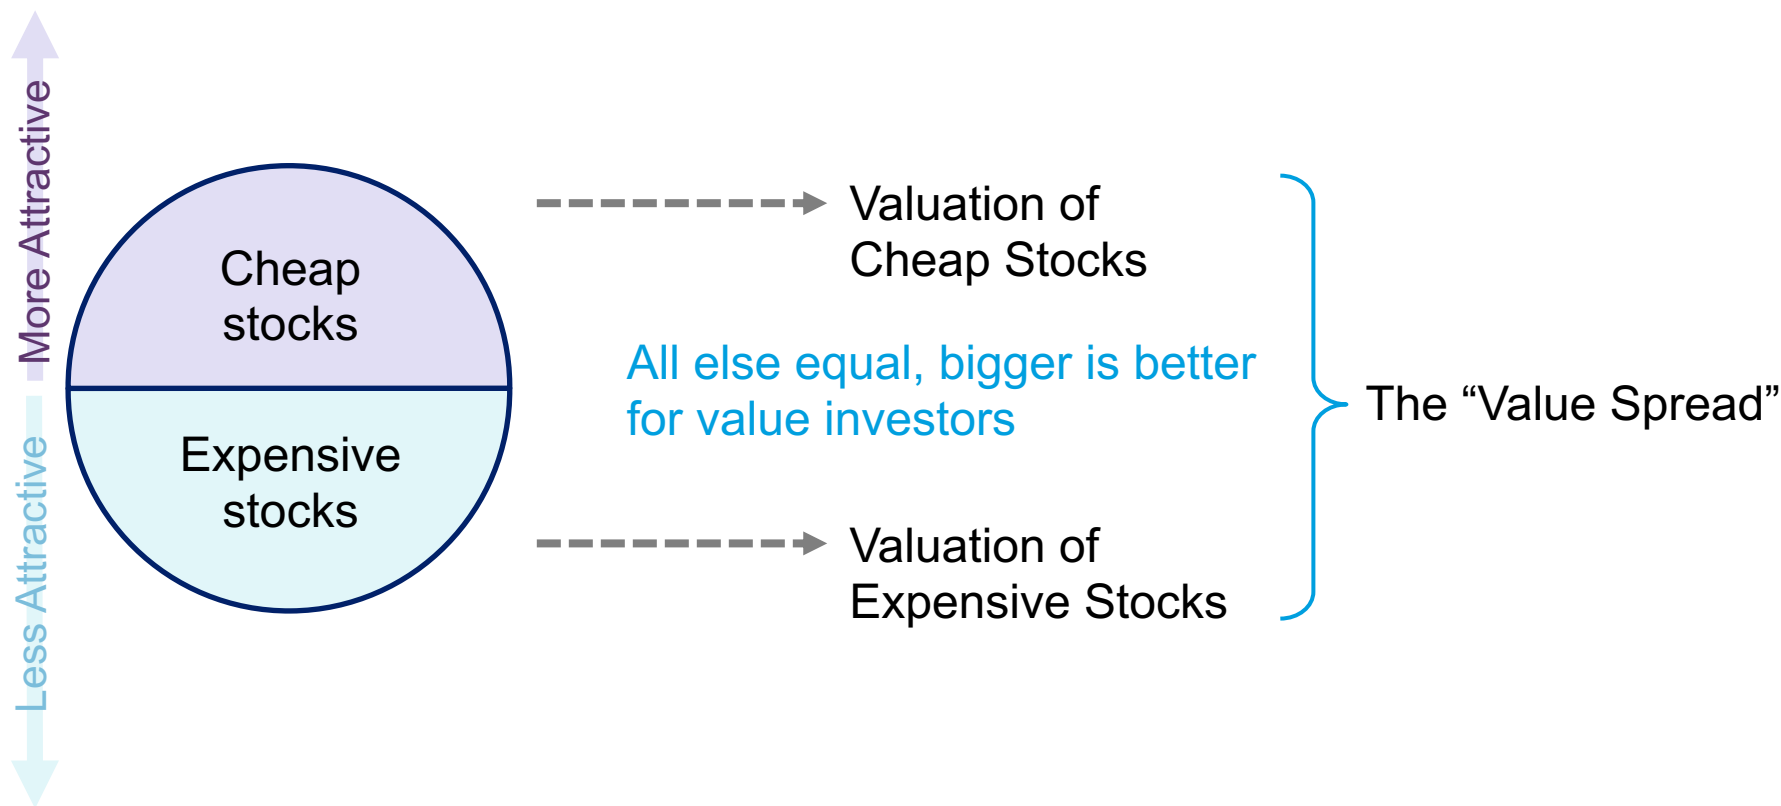 More Attractive
Less Attractive
Cheap
stocks
Expensive
stocks
Valuation of
Cheap Stocks
All else equal, bigger is better
for value investors
Valuation of
Expensive Stocks
The “Value Spread”